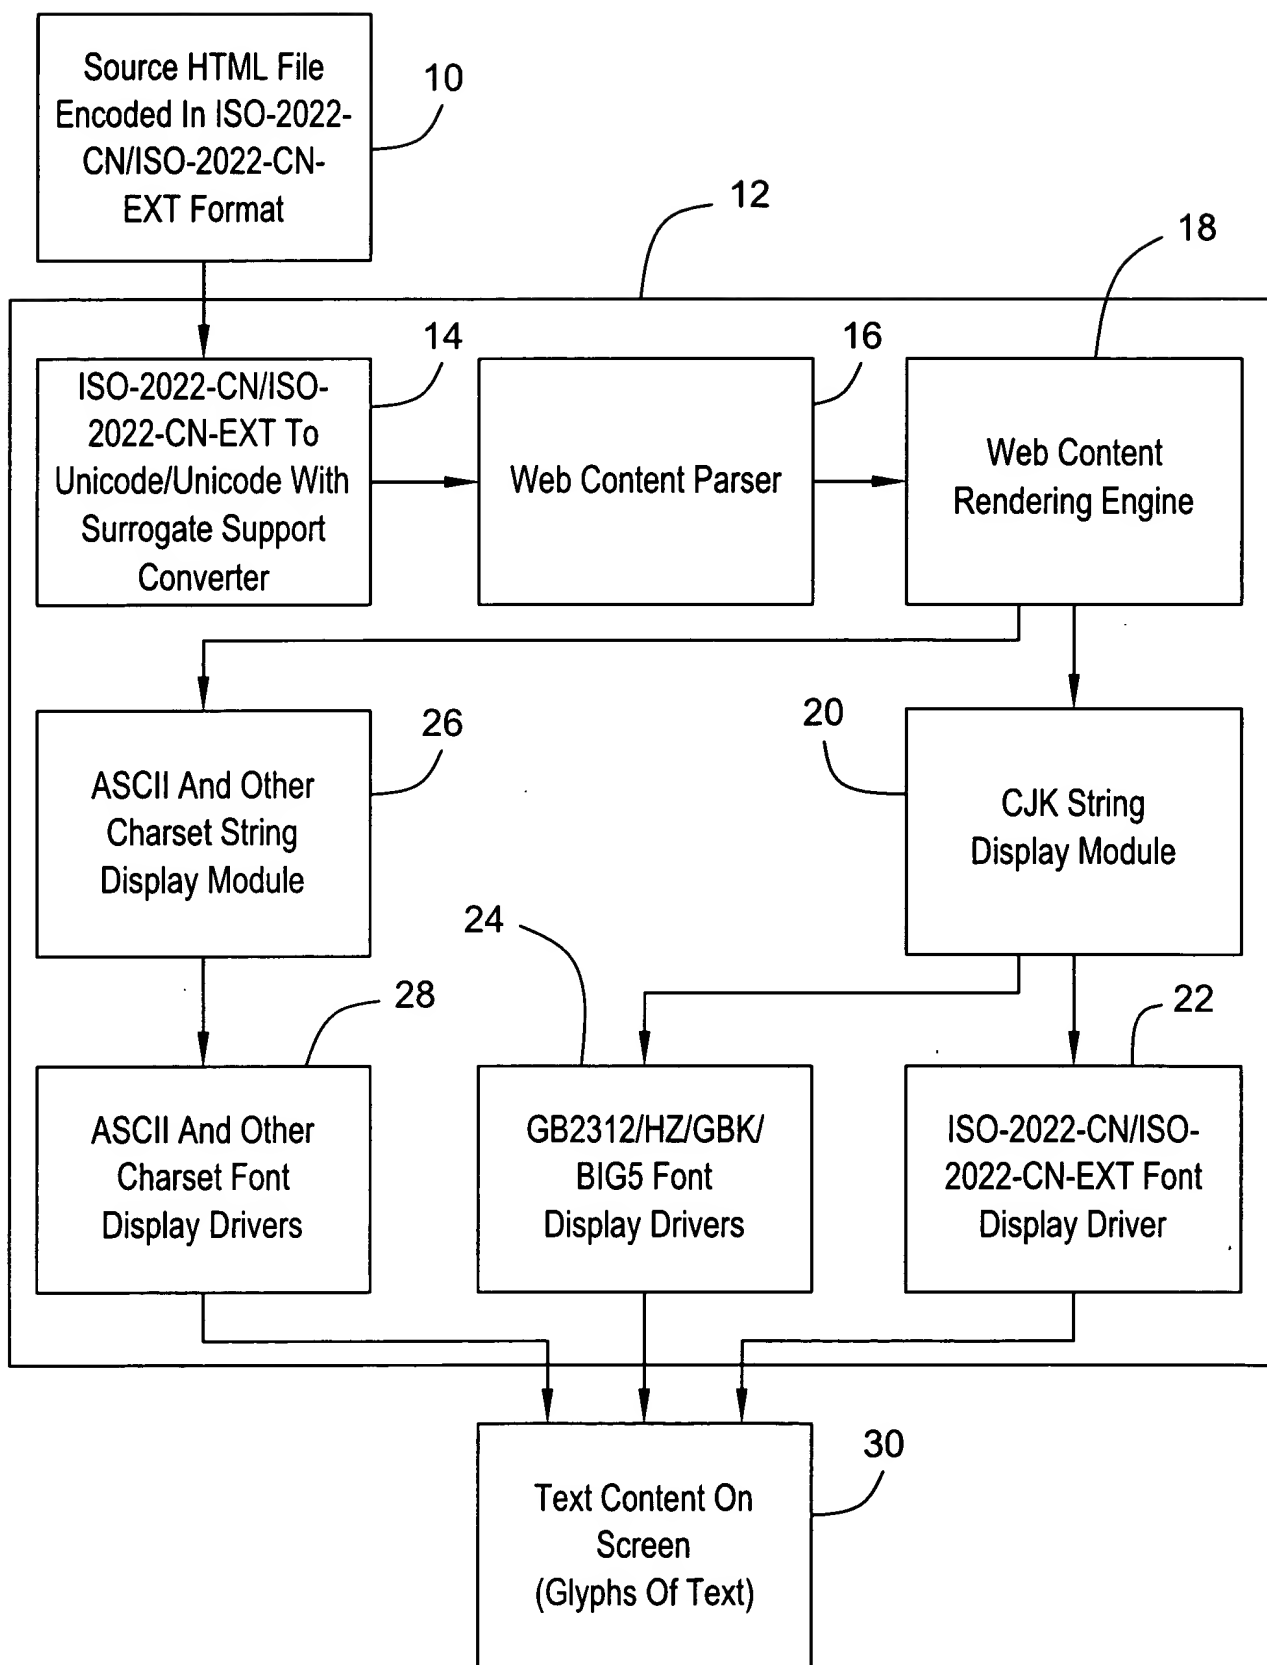 Source HTML File
Encoded In ISO-2022-
CN/ISO-2022-CN-
EXT Format
10
12
18
14
16
ISO-2022-CN/ISO-
2022-CN-EXT To
Unicode/Unicode With
Surrogate Support
Converter
Web Content Parser
Web Content
Rendering Engine
26
20
ASCII And Other
Charset String
Display Module
CJK String
Display Module
24
28
22
ASCII And Other
Charset Font
Display Drivers
GB2312/HZ/GBK/
BIG5 Font
Display Drivers
ISO-2022-CN/ISO-
2022-CN-EXT Font
Display Driver
30
Text Content On
Screen
(Glyphs Of Text)